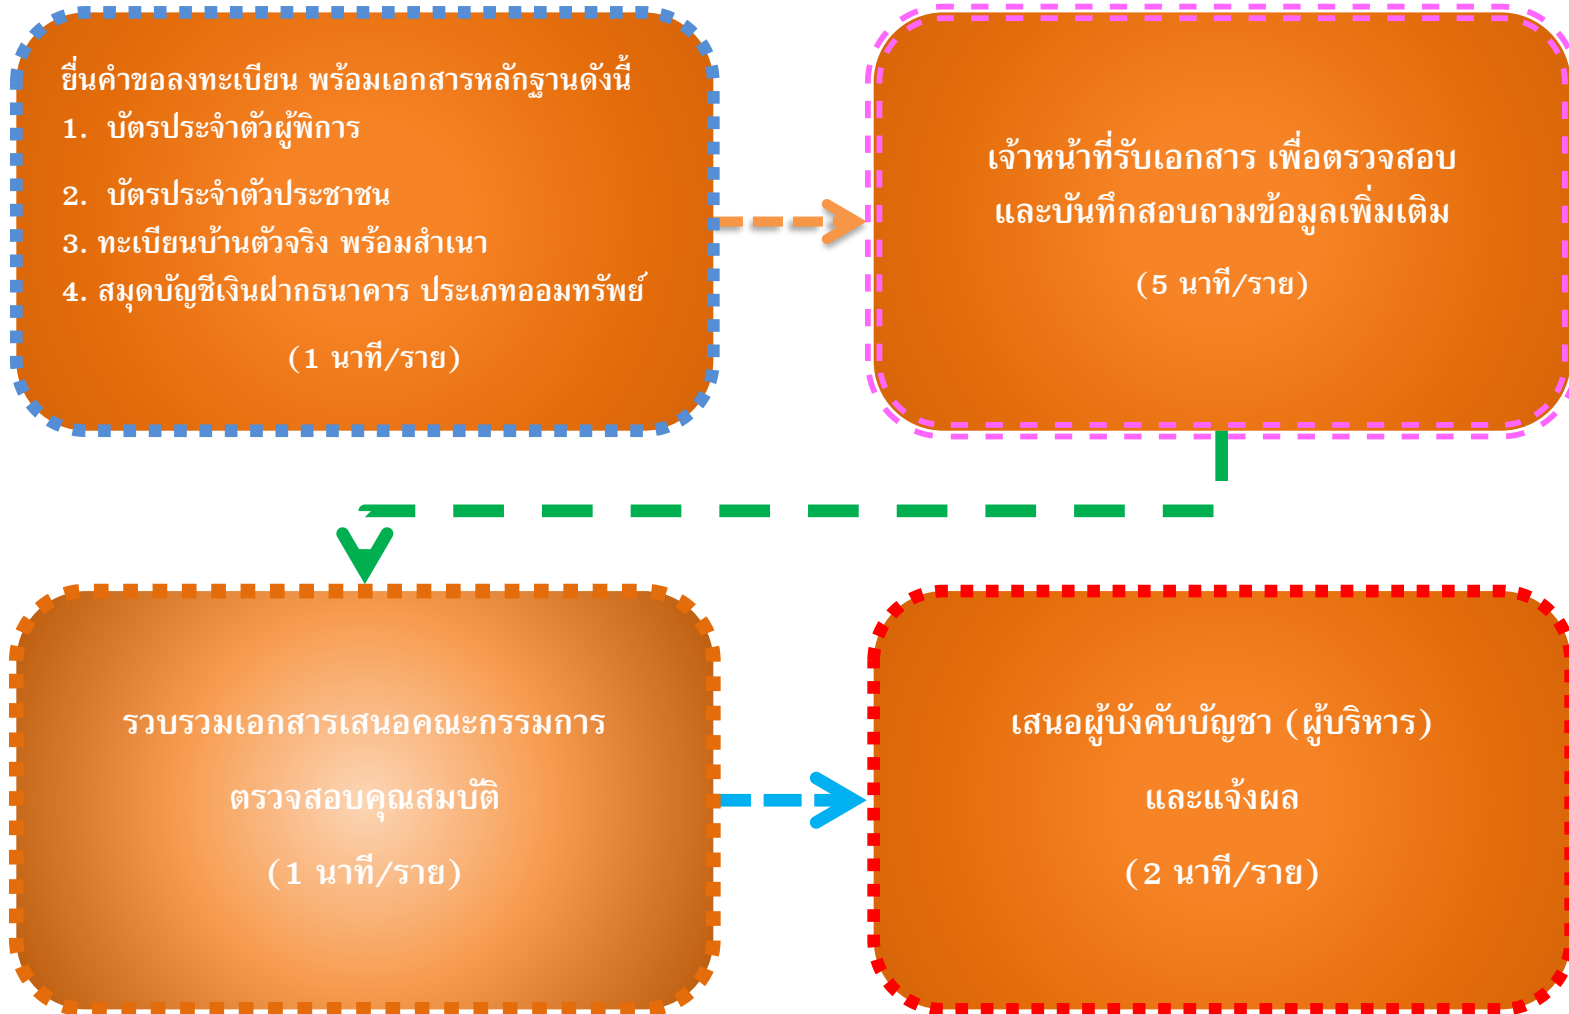 ยื่นคำขอลงทะเบียน พร้อมเอกสารหลักฐานดังนี้
1. บัตรประจำตัวผู้พิการ
2. บัตรประจำตัวประชาชน
3. ทะเบียนบ้านตัวจริง พร้อมสำเนา
4. สมุดบัญชีเงินฝากธนาคาร ประเภทออมทรัพย์
(1 นาที/ราย)
เจ้าหน้าที่รับเอกสาร เพื่อตรวจสอบ
และบันทึกสอบถามข้อมูลเพิ่มเติม
(5 นาที/ราย)
รวบรวมเอกสารเสนอคณะกรรมการ
ตรวจสอบคุณสมบัติ
(1 นาที/ราย)
เสนอผู้บังคับบัญชา (ผู้บริหาร)
และแจ้งผล
(2 นาที/ราย)